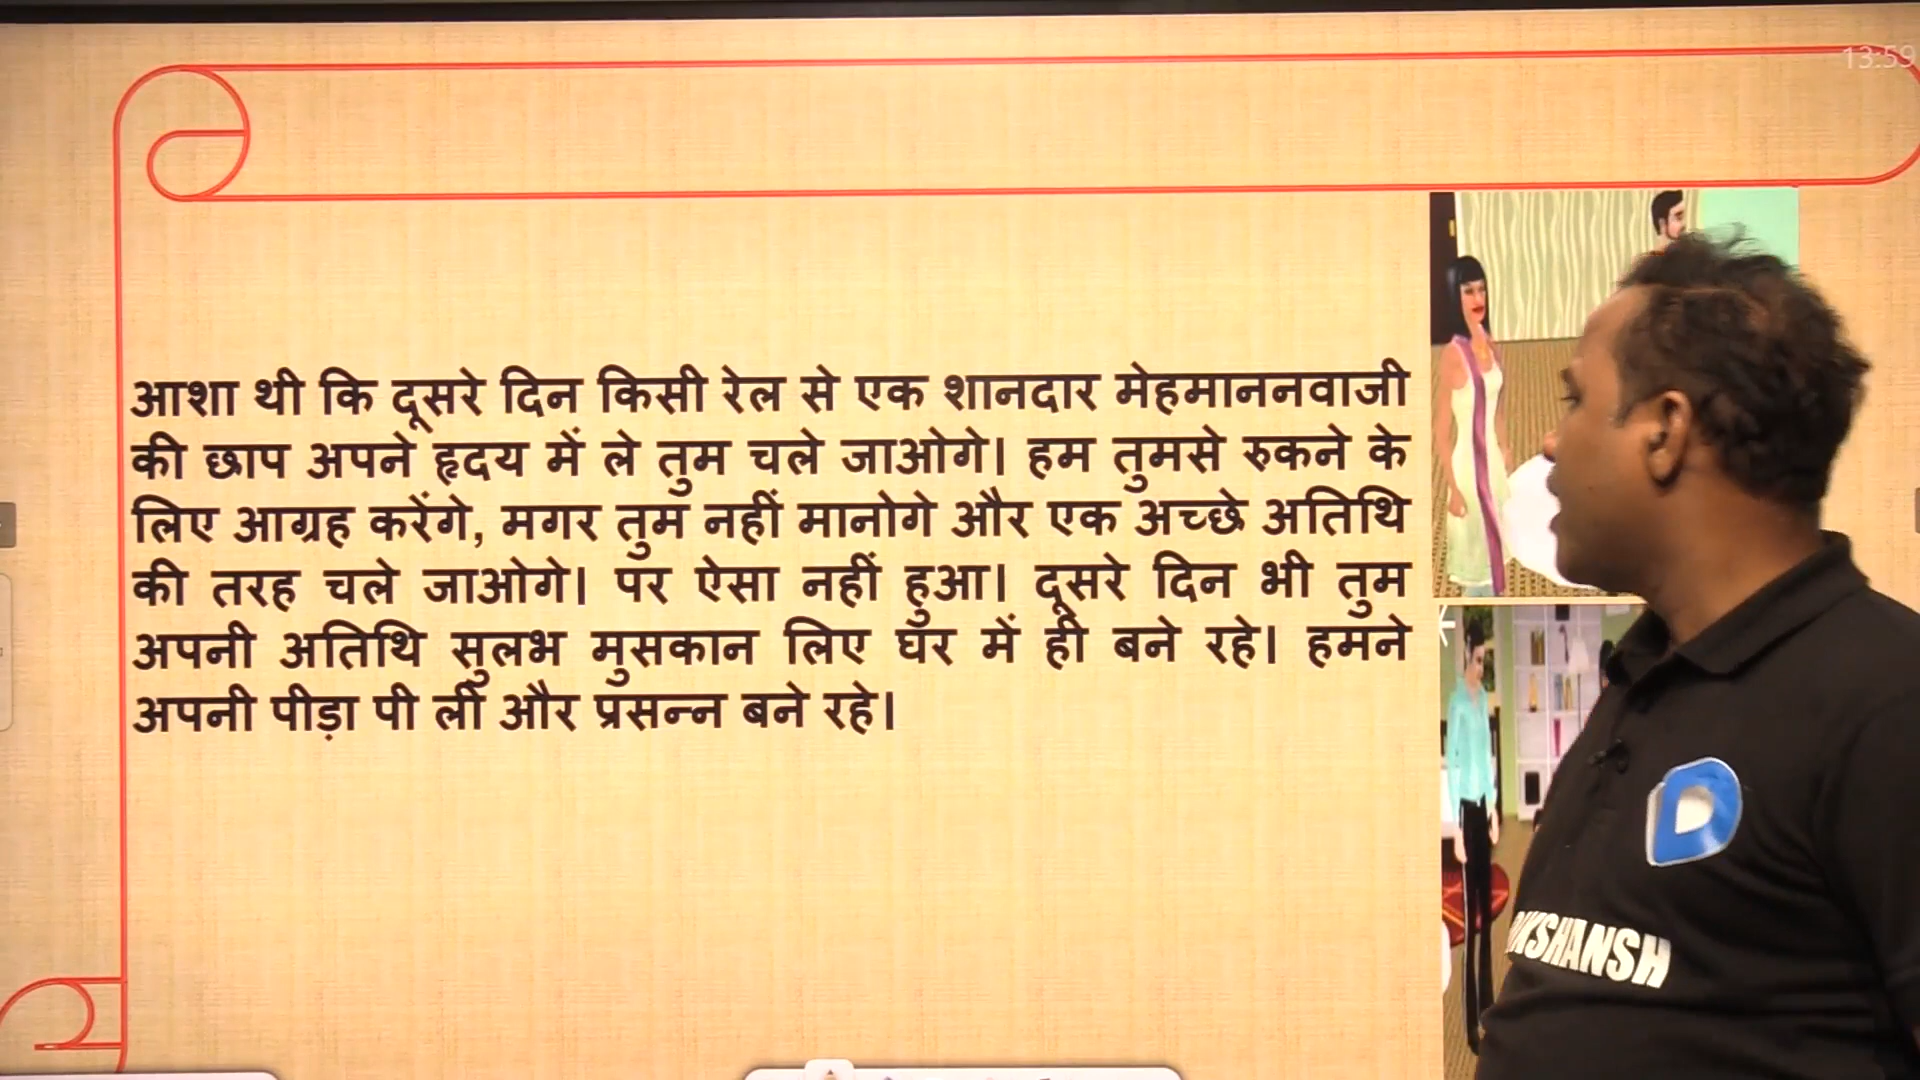 13:59
आशा थी कि दूसरे दिन किसी रेल से एक शानदार मेहमाननवाजी
की छाप अपने हृदय में ले तुम चले जाओगे। हम तुमसे रुकने के
लिए आग्रह करेंगे, मगर तुम नहीं मानोगे और एक अच्छे अतिथि
की तरह चले जाओगे। पर ऐसा नहीं हुआ। दूसरे दिन भी तुम
अपनी अतिथि सुलभ मुसकान लिए घर में ही बने रहे। हमने
अपनी पीड़ा पी ली और प्रसन्न बने रहे।